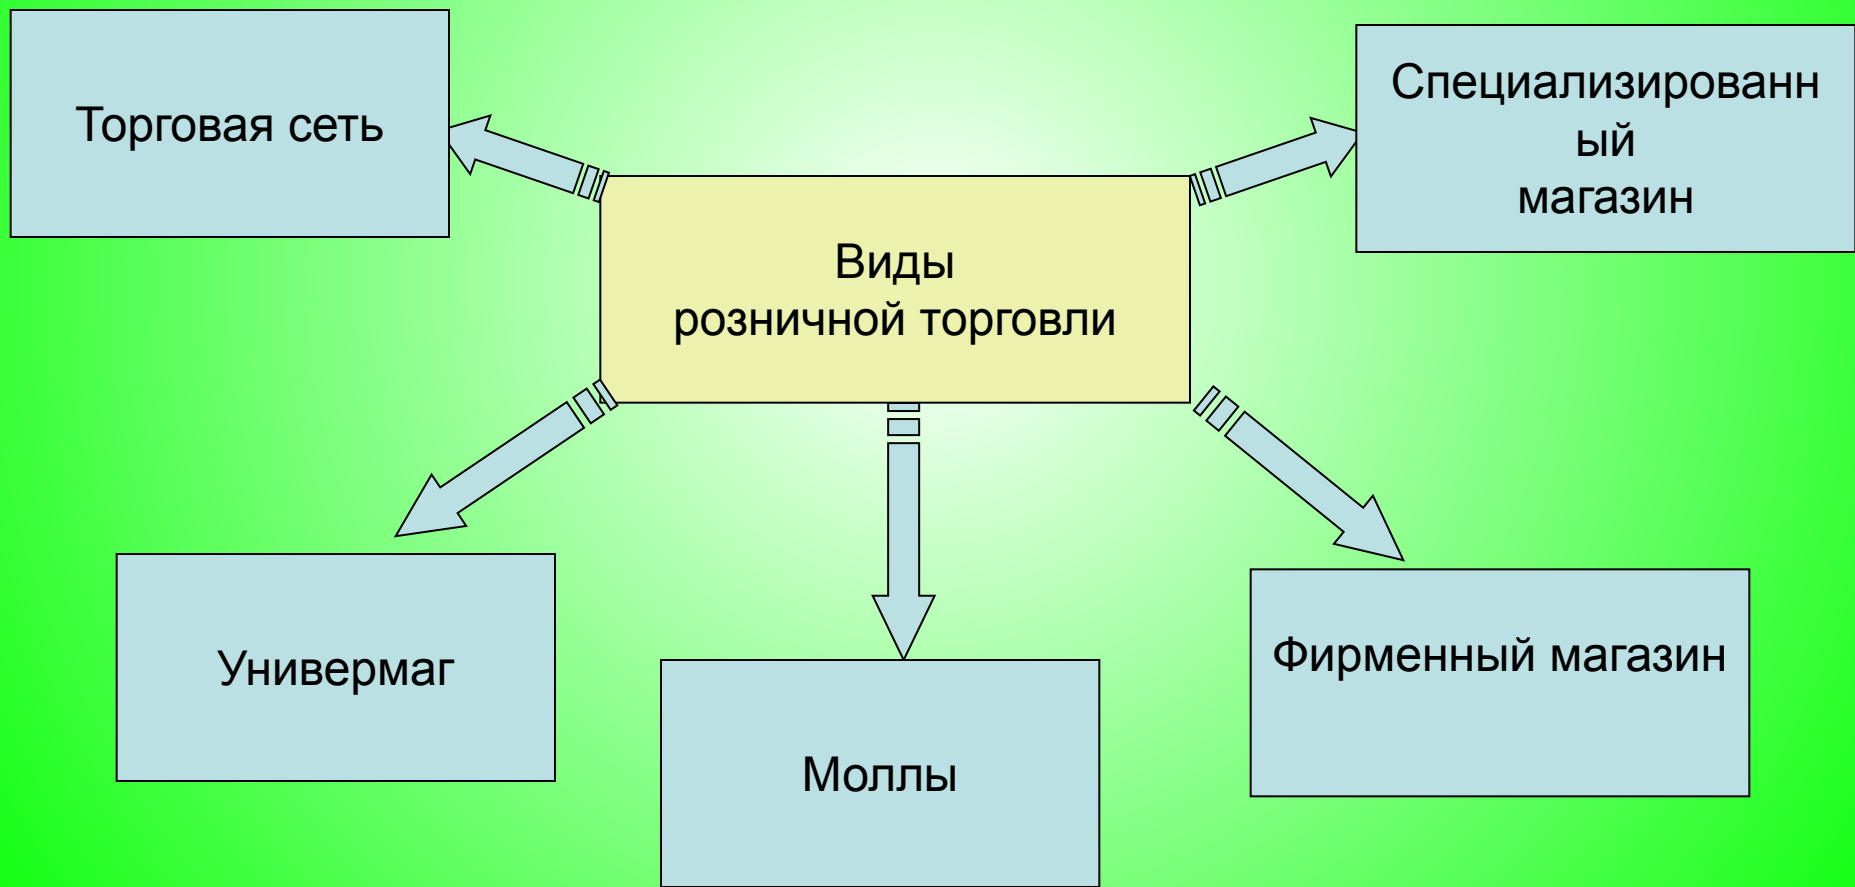 Торговая сеть
Специализированн
ый
магазин
Виды
розничной торговли
Универмаг
Моллы
Фирменный магазин